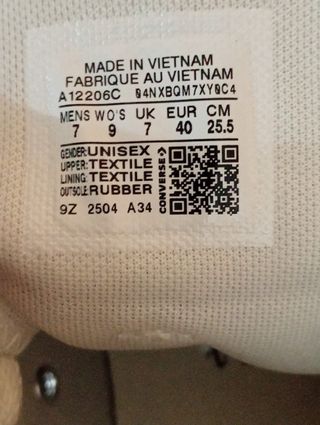 MADE IN VIETNAM
FABRIQUE AU VIETNAM
A12206C 04NXBQM7XY0C4
MENS WO'S UK EUR CM
7 9 7 40 25.5
GENDER: UNISEX
UPPER: TEXTILE
LINING: TEXTILE
OUTSOLE: RUBBER
CONVERSE
9Z 2504 A34